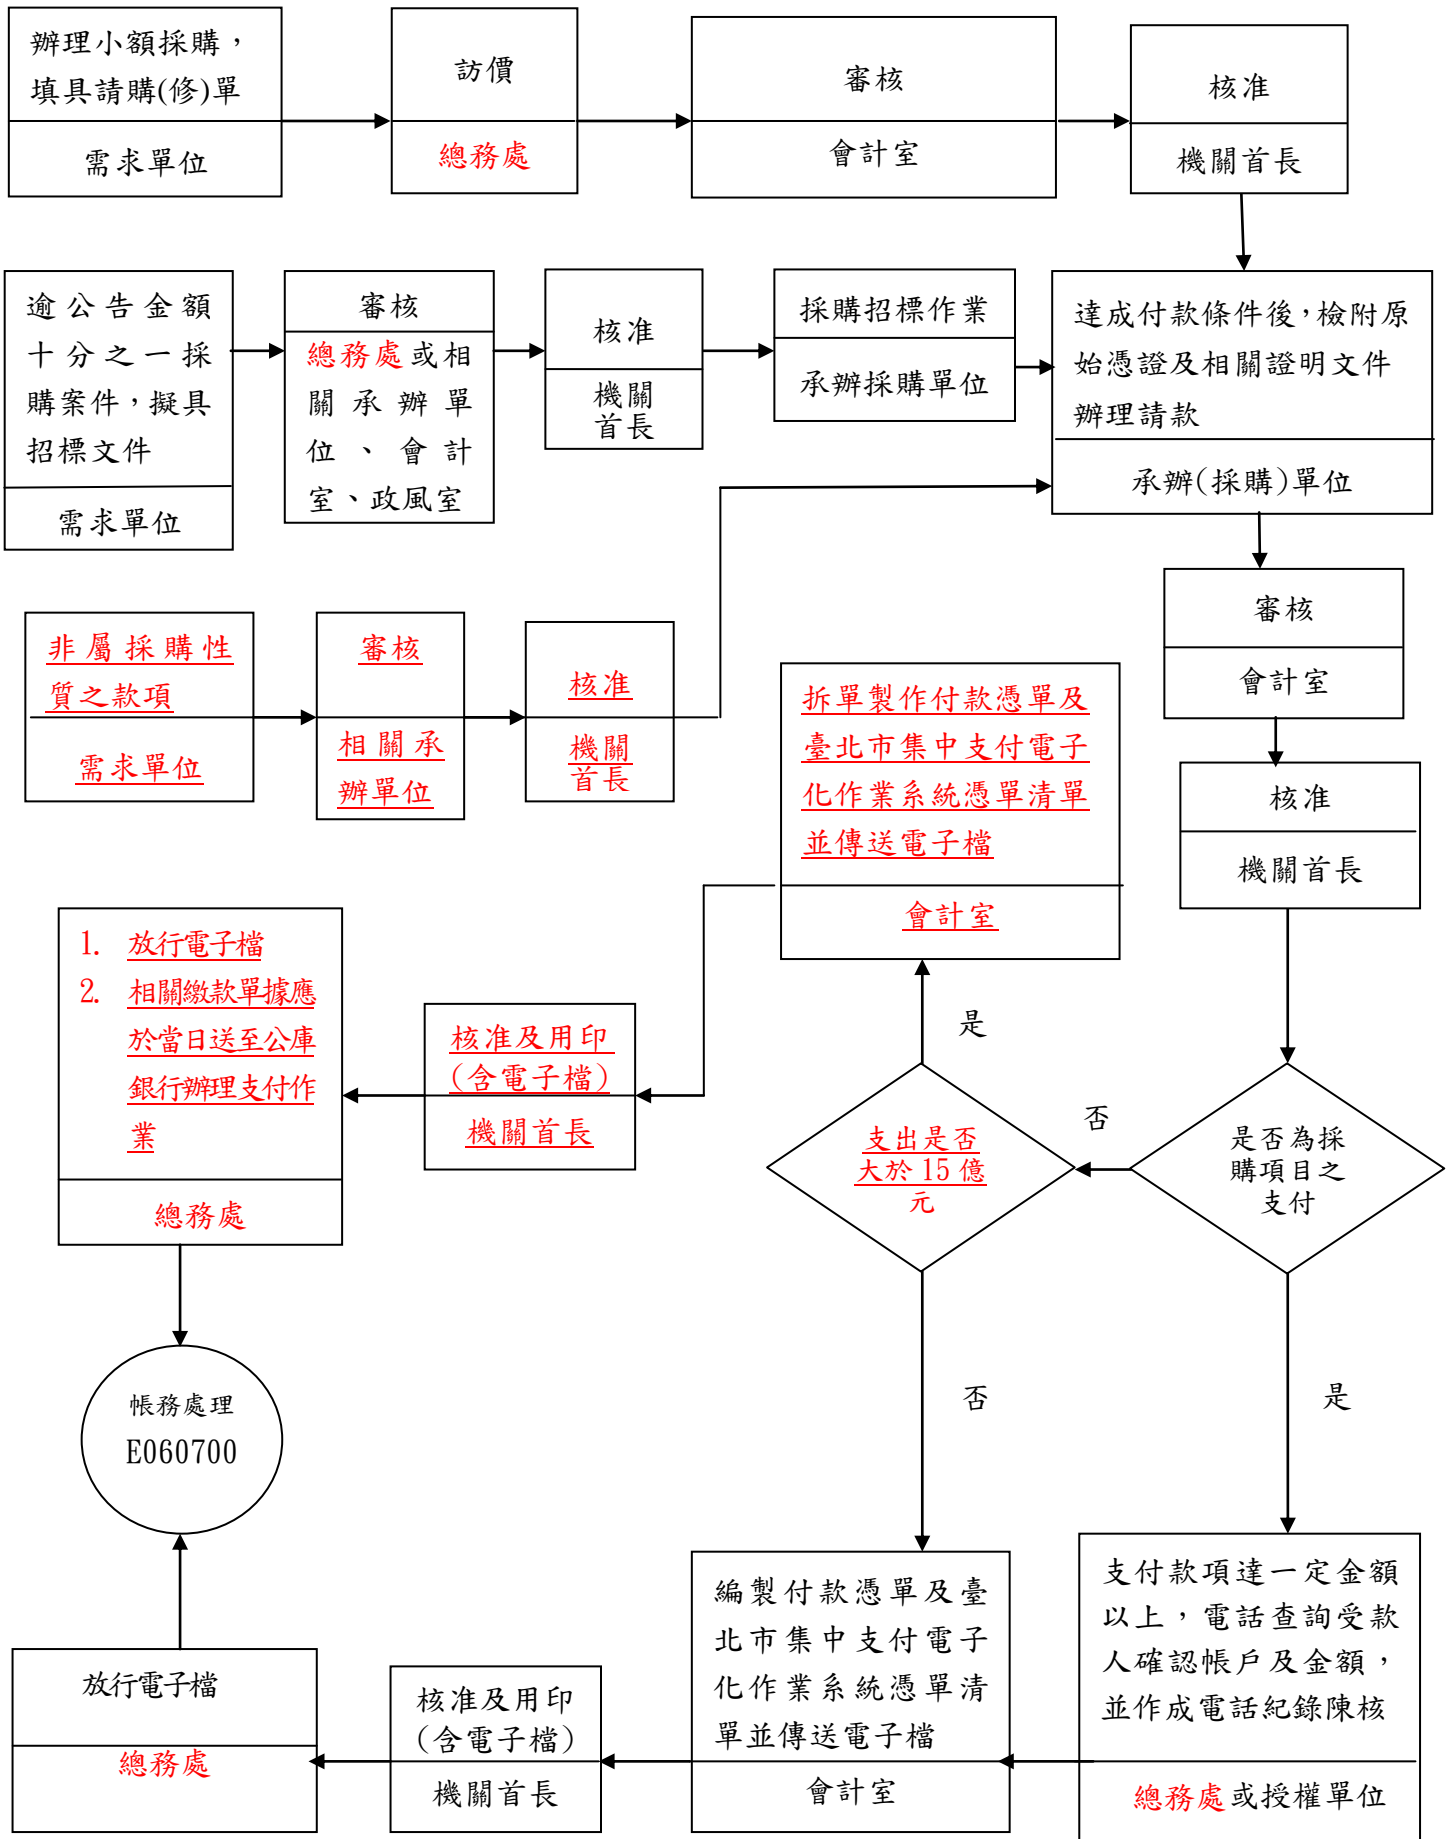 辦理小額採購，
填具請購(修)單
需求單位
訪價
總務處
審核
會計室
核准
機關首長
逾公告金額
十分之一採
購案件，擬具
招標文件
需求單位
審核
總務處或相
關承辦單
位、會計
室、政風室
核准
機關
首長
採購招標作業
承辦採購單位
達成付款條件後，檢附原
始憑證及相關證明文件
辦理請款
承辦(採購)單位
非屬採購性
質之款項
需求單位
審核
相關承
辦單位
核准
機關
首長
審核
會計室
核准
機關首長
拆單製作付款憑單及
臺北市集中支付電子
化作業系統憑單清單
並傳送電子檔
會計室
1. 放行電子檔
2. 相關繳款單據應
於當日送至公庫
銀行辦理支付作
業
總務處
核准及用印
(含電子檔)
機關首長
是
支出是否
大於 15 億
元
否
是否為採
購項目之
支付
帳務處理
E060700
否
是
放行電子檔
總務處
核准及用印
(含電子檔)
機關首長
編製付款憑單及臺
北市集中支付電子
化作業系統憑單清
單並傳送電子檔
會計室
支付款項達一定金額
以上，電話查詢受款
人確認帳戶及金額，
並作成電話紀錄陳核
總務處或授權單位